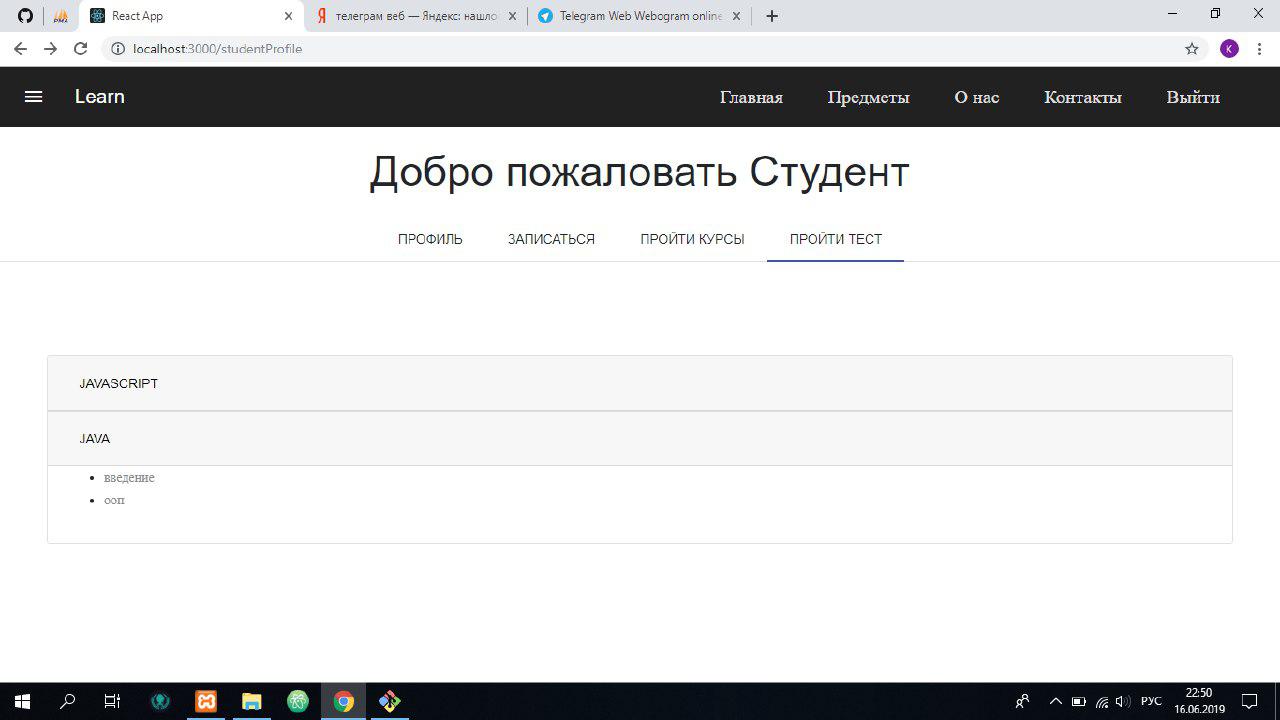 React App
телеграм веб — Яндекс: нашло
Telegram Web Webogram online
localhost:3000/studentProfile
K
Learn
Главная
Предметы
О нас
Контакты
Выйти
Добро пожаловать Студент
ПРОФИЛЬ
ЗАПИСАТЬСЯ
ПРОЙТИ КУРСЫ
ПРОЙТИ ТЕСТ
JAVASCRIPT
JAVA
введение
ооп
РУС
22:50
16.06.2019